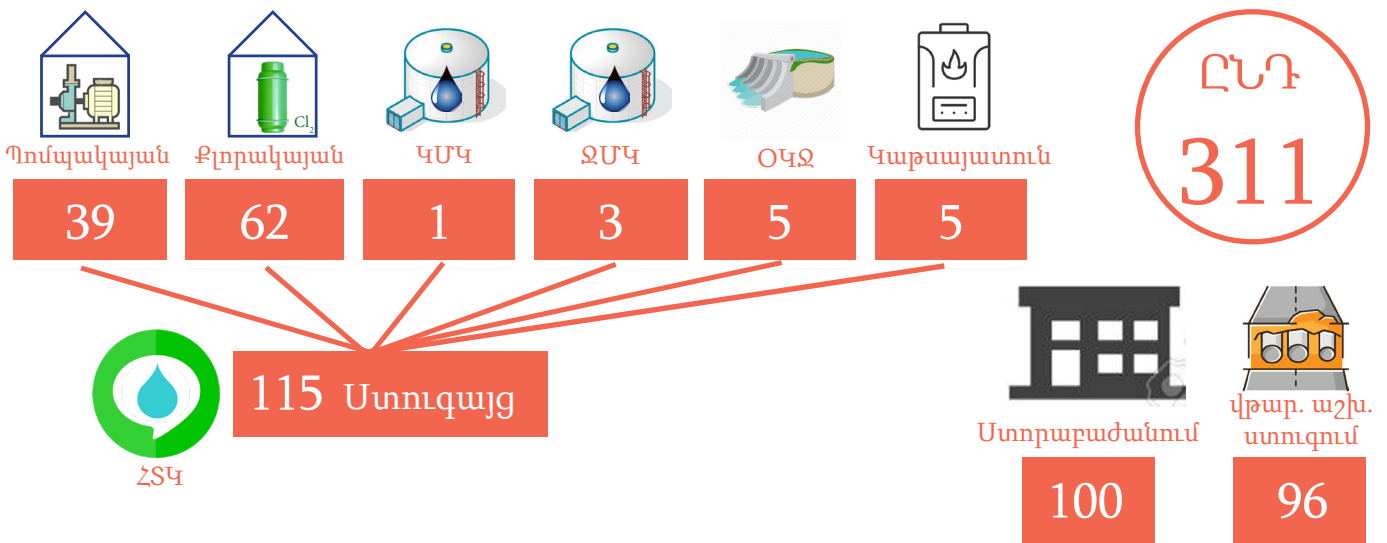 Cl₂
Պոմպակայան
39
Քլորակայան
62
ԿՄԿ
1
ՋՄԿ
3
ՕԿՋ
5
Կաթսայատուն
5
ԸՆԴ
311
115 Ստուգայց
ՀՏԿ
Ստորաբաժանում
100
վթար. աշխ.
ստուգում
96